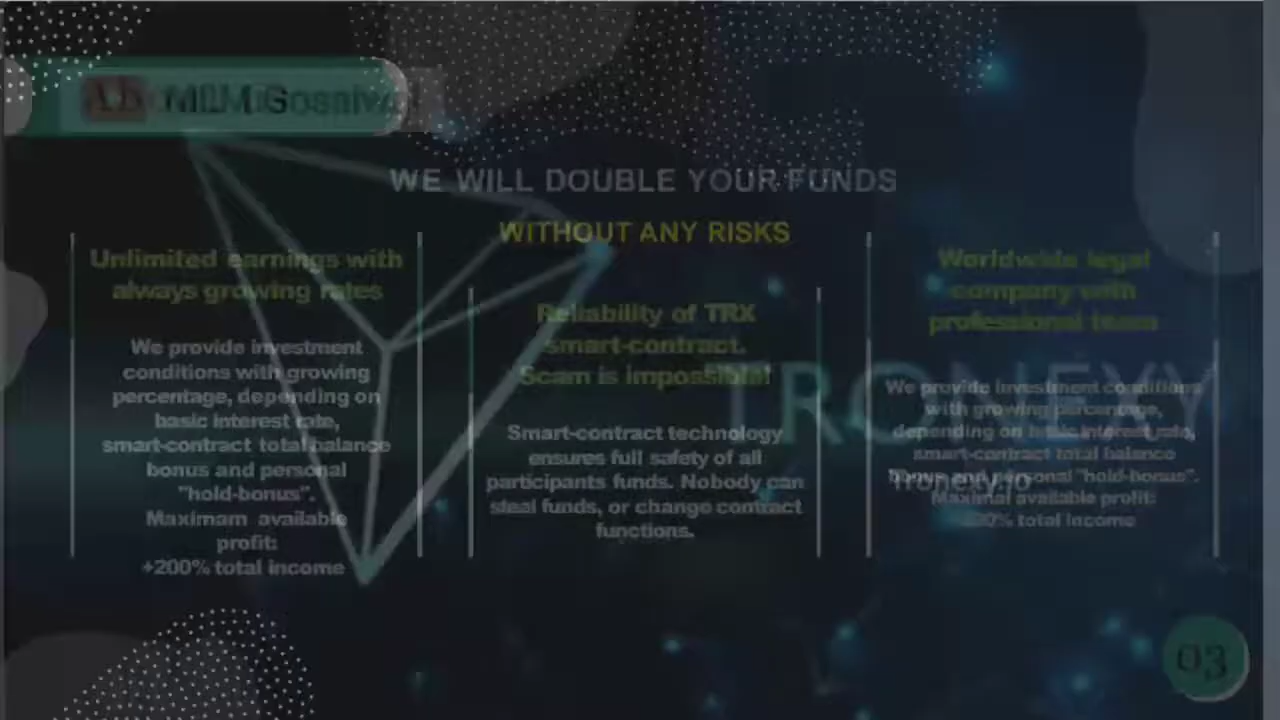 WE WILL DOUBLE YOUR FUNDS
WITHOUT ANY RISKS
Unlimited earnings with
always growing rates
We provide investment
conditions with growing
percentage, depending on
basic interest rate,
smart-contract total balance
bonus and personal
"hold-bonus".
Maximam available
profit:
+200% total income
Reliability of TRX
smart-contract.
Scam is impossible!
Smart-contract technology
ensures full safety of all
participants funds. Nobody can
steal funds, or change contract
functions.
Worldwide legal
company with
professional team
We provide investment conditions
with growing percentage,
depending on basic interest rate,
smart-contract total balance
bonus and personal "hold-bonus".
Maximal available profit:
total income
TRONEXY
Tronexy.io
03